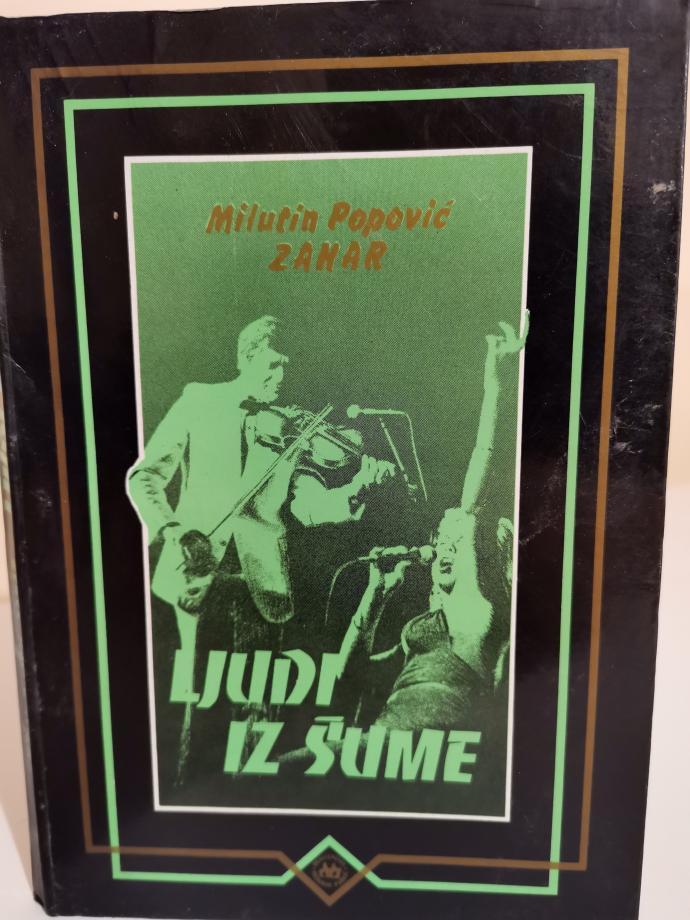 Milutin Popović
ZAHAR
LJUDI
IZ ŠUME